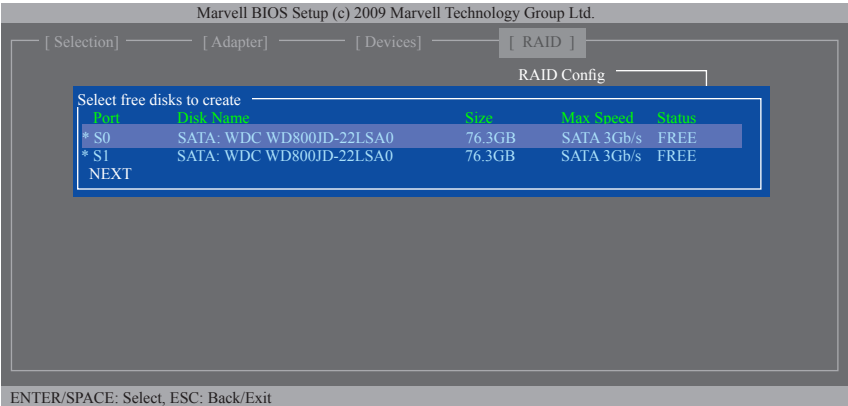 Marvell BIOS Setup (c) 2009 Marvell Technology Group Ltd.
[ Selection] [ Adapter] [ Devices] [ RAID ]
RAID Config
Select free disks to create
Port Disk Name Size Max Speed Status
* S0 SATA: WDC WD800JD-22LSA0 76.3GB SATA 3Gb/s FREE
* S1 SATA: WDC WD800JD-22LSA0 76.3GB SATA 3Gb/s FREE
NEXT
ENTER/SPACE: Select, ESC: Back/Exit